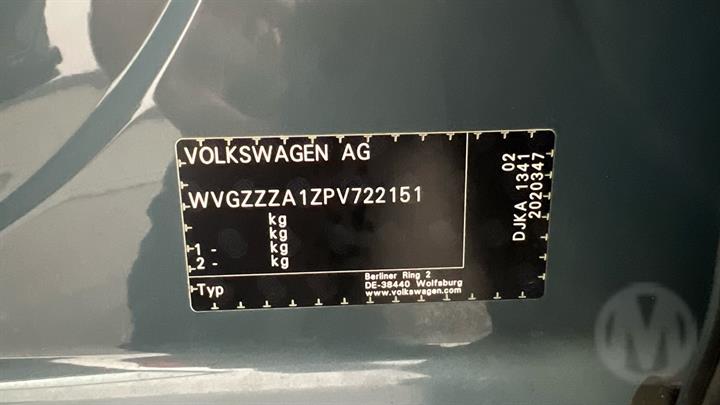 VOLKSWAGEN AG
WVGZZZA1ZPV722151
kg
kg
1 - kg
2 - kg
Typ
Berliner Ring 2
DE-38440 Wolfsburg
www.volkswagen.com
02
DJKA 1341
2020347
M